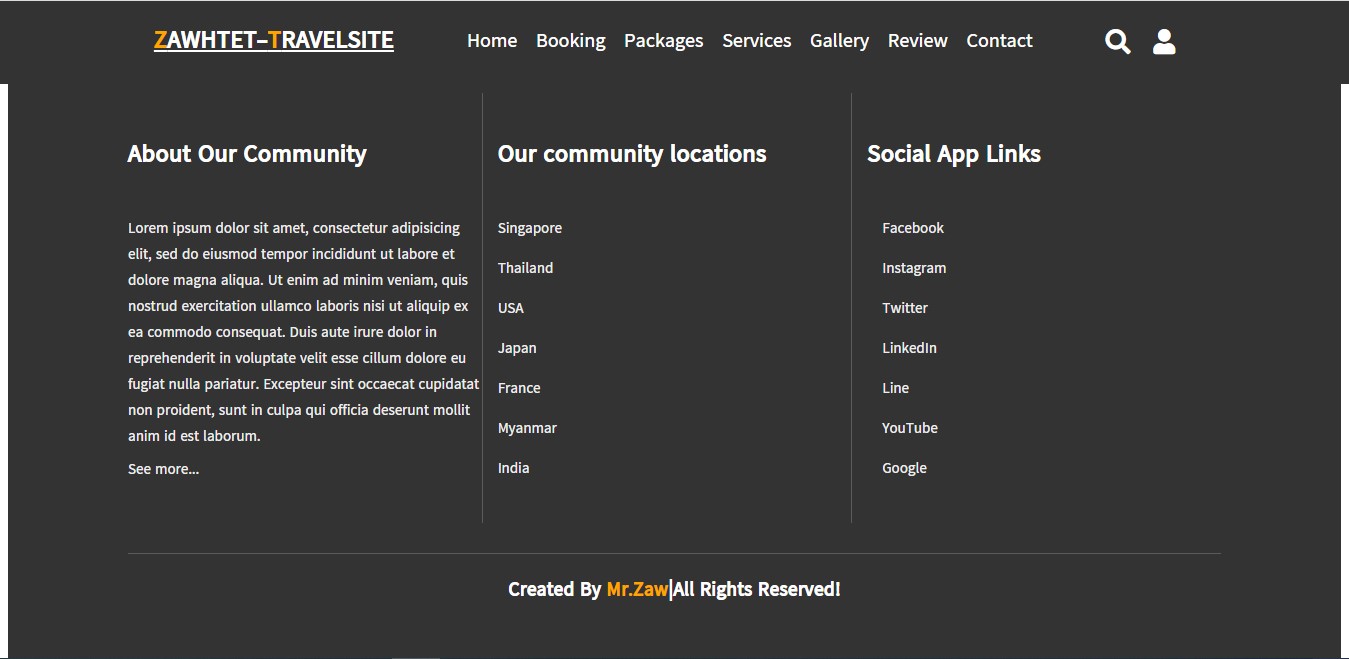 ZAWHTET-TRAVELSITE
Home Booking Packages Services Gallery Review Contact
About Our Community
Lorem ipsum dolor sit amet, consectetur adipisicing
elit, sed do eiusmod tempor incididunt ut labore et
dolore magna aliqua. Ut enim ad minim veniam, quis
nostrud exercitation ullamco laboris nisi ut aliquip ex
ea commodo consequat. Duis aute irure dolor in
reprehenderit in voluptate velit esse cillum dolore eu
fugiat nulla pariatur. Excepteur sint occaecat cupidatat
non proident, sunt in culpa qui officia deserunt mollit
anim id est laborum.
See more...
Our community locations
Singapore
Thailand
USA
Japan
France
Myanmar
India
Social App Links
Facebook
Instagram
Twitter
LinkedIn
Line
YouTube
Google
Created By Mr.Zaw|All Rights Reserved!